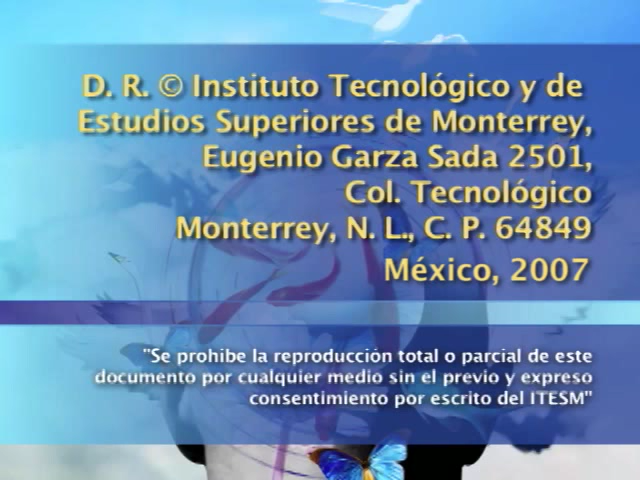 D. R. © Instituto Tecnológico y de
Estudios Superiores de Monterrey,
Eugenio Garza Sada 2501,
Col. Tecnológico
Monterrey, N. L., C. P. 64849
México, 2007
"Se prohibe la reproducción total o parcial de este
documento por cualquier medio sin el previo y expreso
consentimiento por escrito del ITESM"